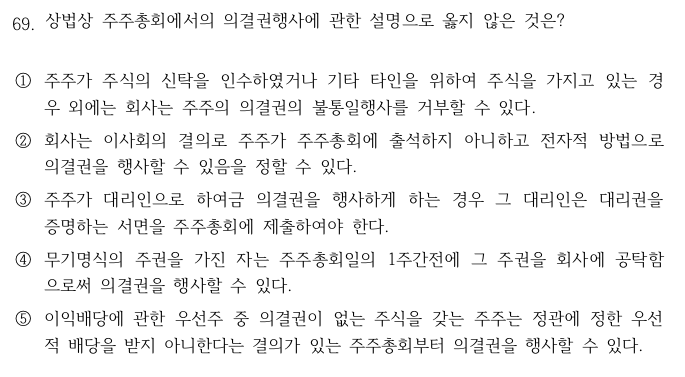 69. 상법상 주주총회에서의 의결권행사에 관한 설명으로 옳지 않은 것은?
① 주주가 주식의 신탁을 인수하였거나 기타 타인을 위하여 주식을 가지고 있는 경
우 외에는 회사는 주주의 의결권의 불통일행사를 거부할 수 있다.
② 회사는 이사회의 결의로 주주가 주주총회에 출석하지 아니하고 전자적 방법으로
의결권을 행사할 수 있음을 정할 수 있다.
③ 주주가 대리인으로 하여금 의결권을 행사하게 하는 경우 그 대리인은 대리권을
증명하는 서면을 주주총회에 제출하여야 한다.
④ 무기명식의 주권을 가진 자는 주주총회일의 1주간전에 그 주권을 회사에 공탁함
으로써 의결권을 행사할 수 있다.
⑤ 이익배당에 관한 우선주 중 의결권이 없는 주식을 갖는 주주는 정관에 정한 우선
적 배당을 받지 아니한다는 결의가 있는 주주총회부터 의결권을 행사할 수 있다.